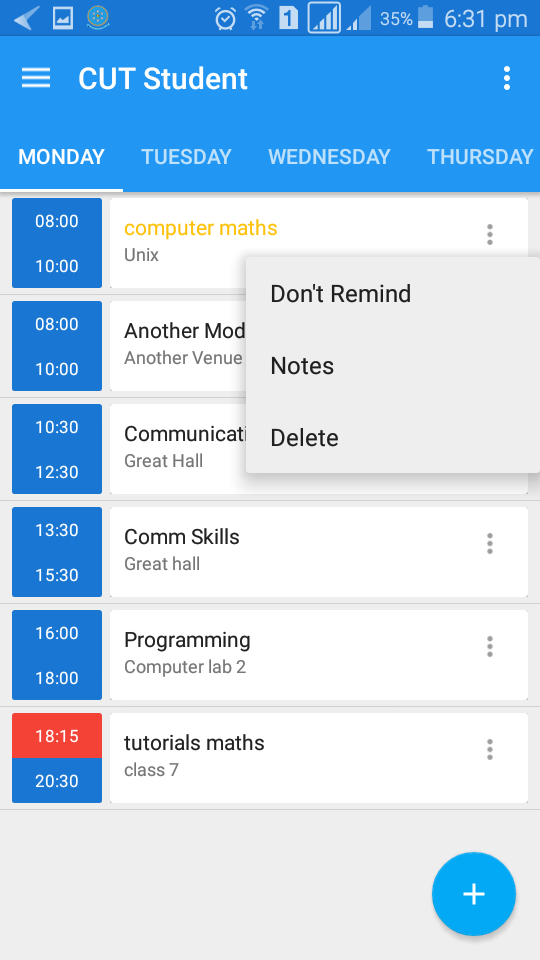 1
35%
6:31 pm
CUT Student
MONDAY
TUESDAY
WEDNESDAY
THURSDAY
08:00
10:00
computer maths
Unix
Don't Remind
Notes
Delete
08:00
10:00
Another Mod
Another Venue
10:30
12:30
Communicati
Great Hall
13:30
15:30
Comm Skills
Great hall
16:00
18:00
Programming
Computer lab 2
18:15
20:30
tutorials maths
class 7